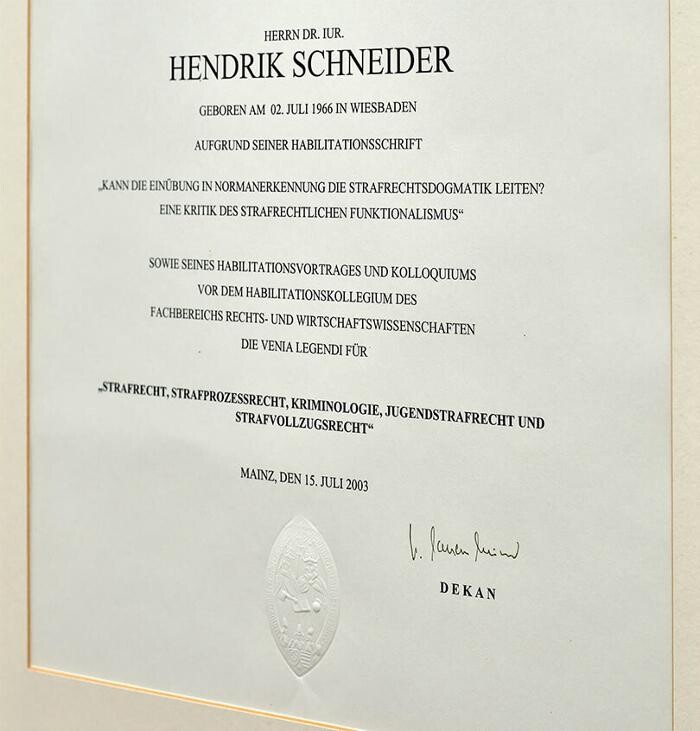 HERRN DR. IUR.
HENDRIK SCHNEIDER
GEBOREN AM 02. JULI 1966 IN WIESBADEN
AUFGRUND SEINER HABILITATIONSSCHRIFT
„KANN DIE EINÜBUNG IN NORMANERKENNUNG DIE STRAFRECHTSDOGMATIK LEITEN?
EINE KRITIK DES STRAFRECHTLICHEN FUNKTIONALISMUS“
SOWIE SEINES HABILITATIONSVORTRAGES UND KOLLOQUIUMS
VOR DEM HABILITATIONSKOLLEGIUM DES
FACHBEREICHS RECHTS- UND WIRTSCHAFTSWISSENSCHAFTEN
DIE VENIA LEGENDI FÜR
„STRAFRECHT, STRAFPROZESSRECHT, KRIMINOLOGIE, JUGENDSTRAFRECHT UND
STRAFVOLLZUGSRECHT“
MAINZ, DEN 15. JULI 2003
DEKAN